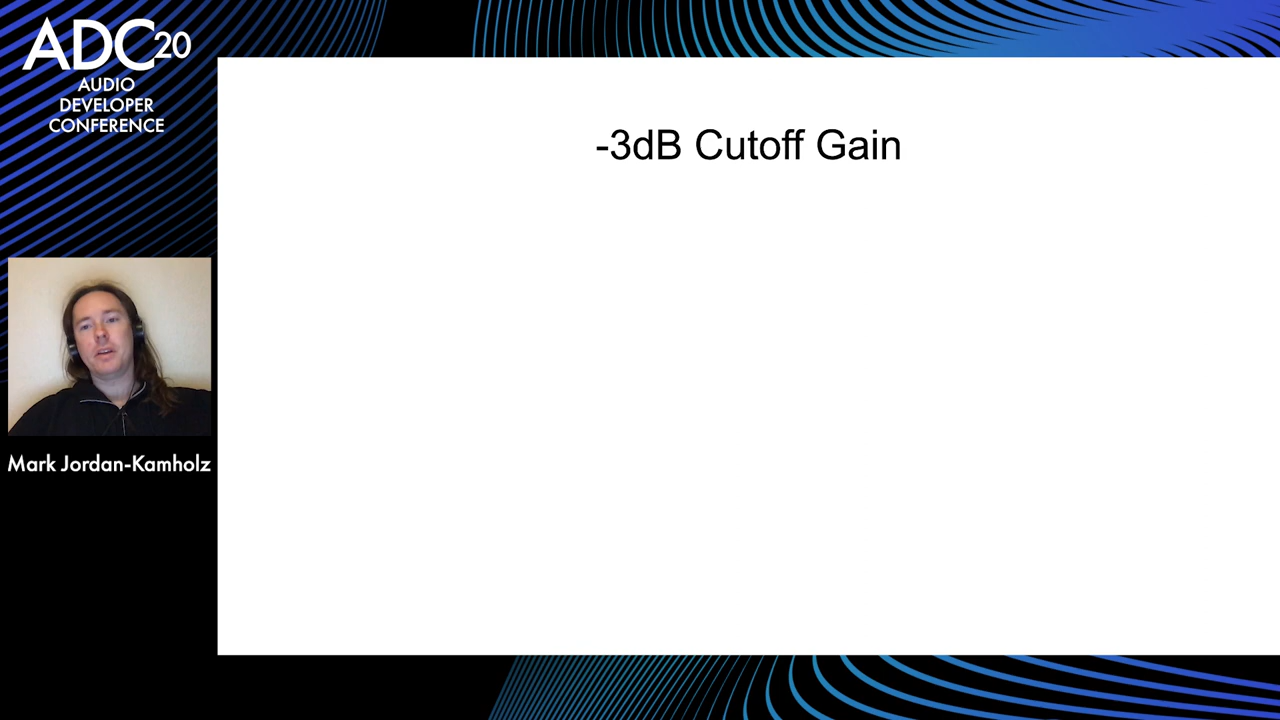 ADC20
AUDIO
DEVELOPER
CONFERENCE
-3dB Cutoff Gain
Mark Jordan-Kamholz